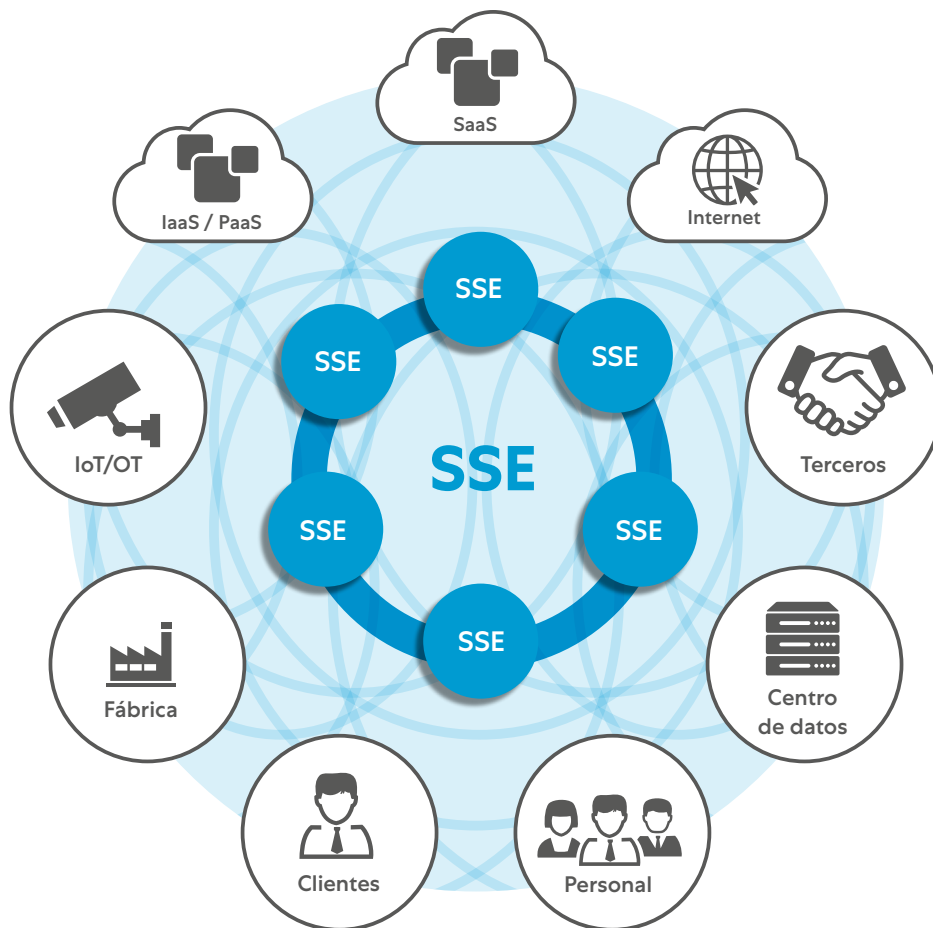 SaaS
IaaS / PaaS
Internet
SSE
SSE
SSE
IoT/OT
Terceros
SSE
SSE
SSE
SSE
Fábrica
Centro
de datos
Clientes
Personal